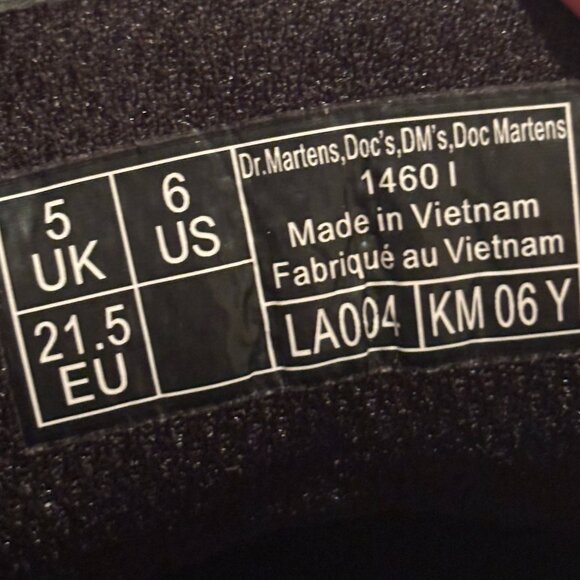 5
UK
6
US
21.5
EU
Dr.Martens,Doc's,DM's,Doc Martens
1460 I
Made in Vietnam
Fabriqué au Vietnam
LA004
KM 06 Y